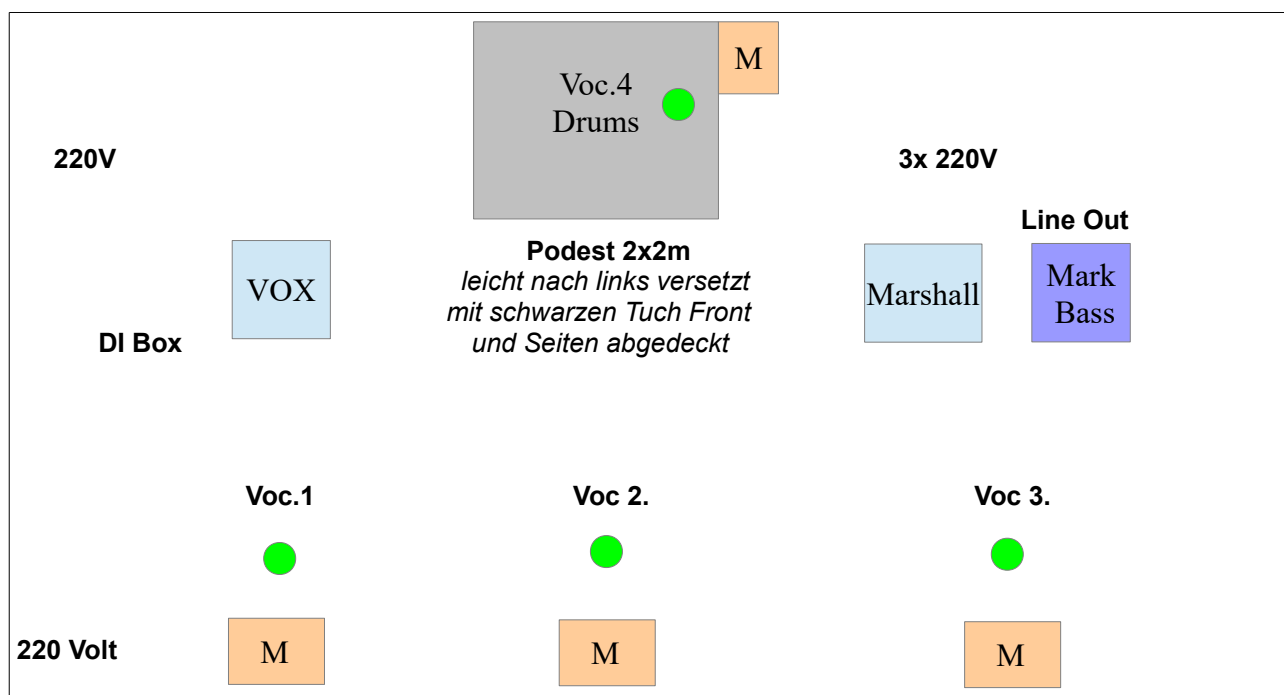 M
Voc.4
Drums
220V
3x 220V
Line Out
Podest 2x2m
leicht nach links versetzt
mit schwarzen Tuch Front
und Seiten abgedeckt
VOX
Marshall
Mark
Bass
DI Box
Voc.1
Voc 2.
Voc 3.
220 Volt
M
M
M